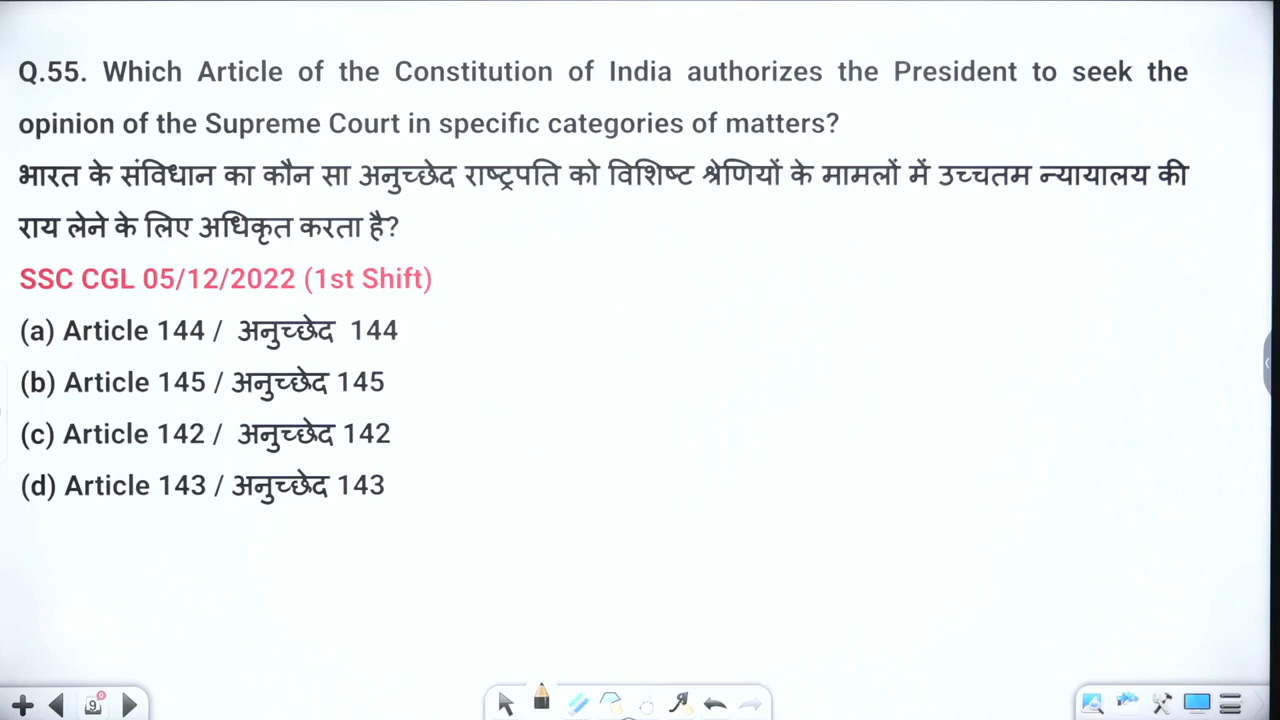 Q.55. Which Article of the Constitution of India authorizes the President to seek the
opinion of the Supreme Court in specific categories of matters?
भारत के संविधान का कौन सा अनुच्छेद राष्ट्रपति को विशिष्ट श्रेणियों के मामलों में उच्चतम न्यायालय की
राय लेने के लिए अधिकृत करता है?
SSC CGL 05/12/2022 (1st Shift)
(a) Article 144 / अनुच्छेद 144
(b) Article 145 / अनुच्छेद 145
(c) Article 142 / अनुच्छेद 142
(d) Article 143 / अनुच्छेद 143
9
0